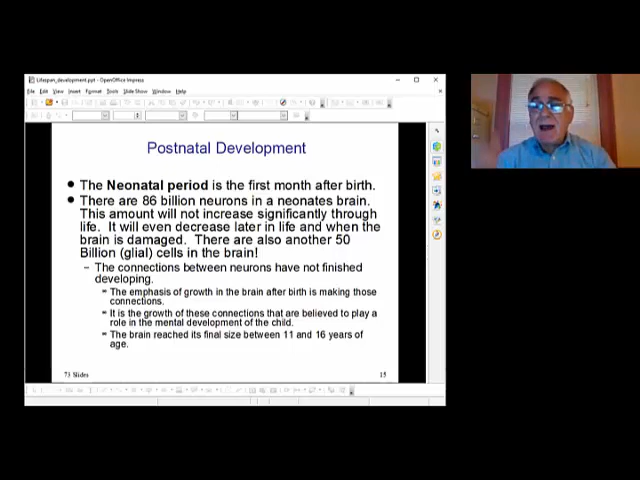 Lifespan_development.ppt - OpenOffice Impress
File Edit View Insert Format Tools Slide Show Window Help
Postnatal Development
• The Neonatal period is the first month after birth.
• There are 86 billion neurons in a neonates brain.
This amount will not increase significantly through
life. It will even decrease later in life and when the
brain is damaged. There are also another 50
Billion (glial) cells in the brain!
– The connections between neurons have not finished
developing.
The emphasis of growth in the brain after birth is making those
connections.
It is the growth of these connections that are believed to play a
role in the mental development of the child.
The brain reached its final size between 11 and 16 years of
age.
73 Slides
15